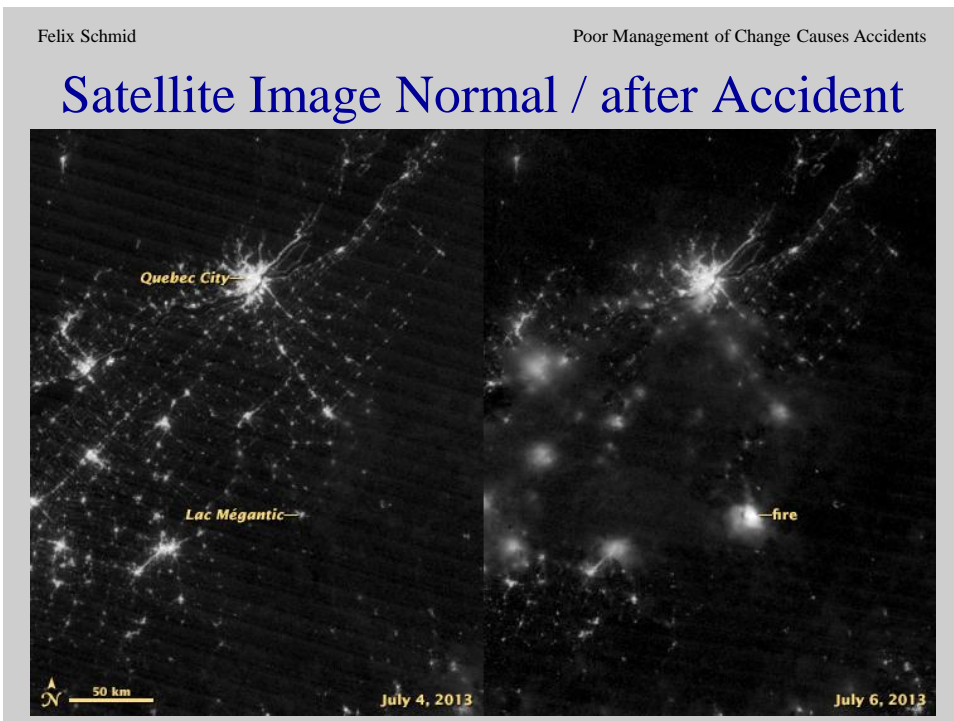 Felix Schmid
Poor Management of Change Causes Accidents
Satellite Image Normal / after Accident
Quebec City
Lac Mégantic
fire
N
50 km
July 4, 2013
July 6, 2013